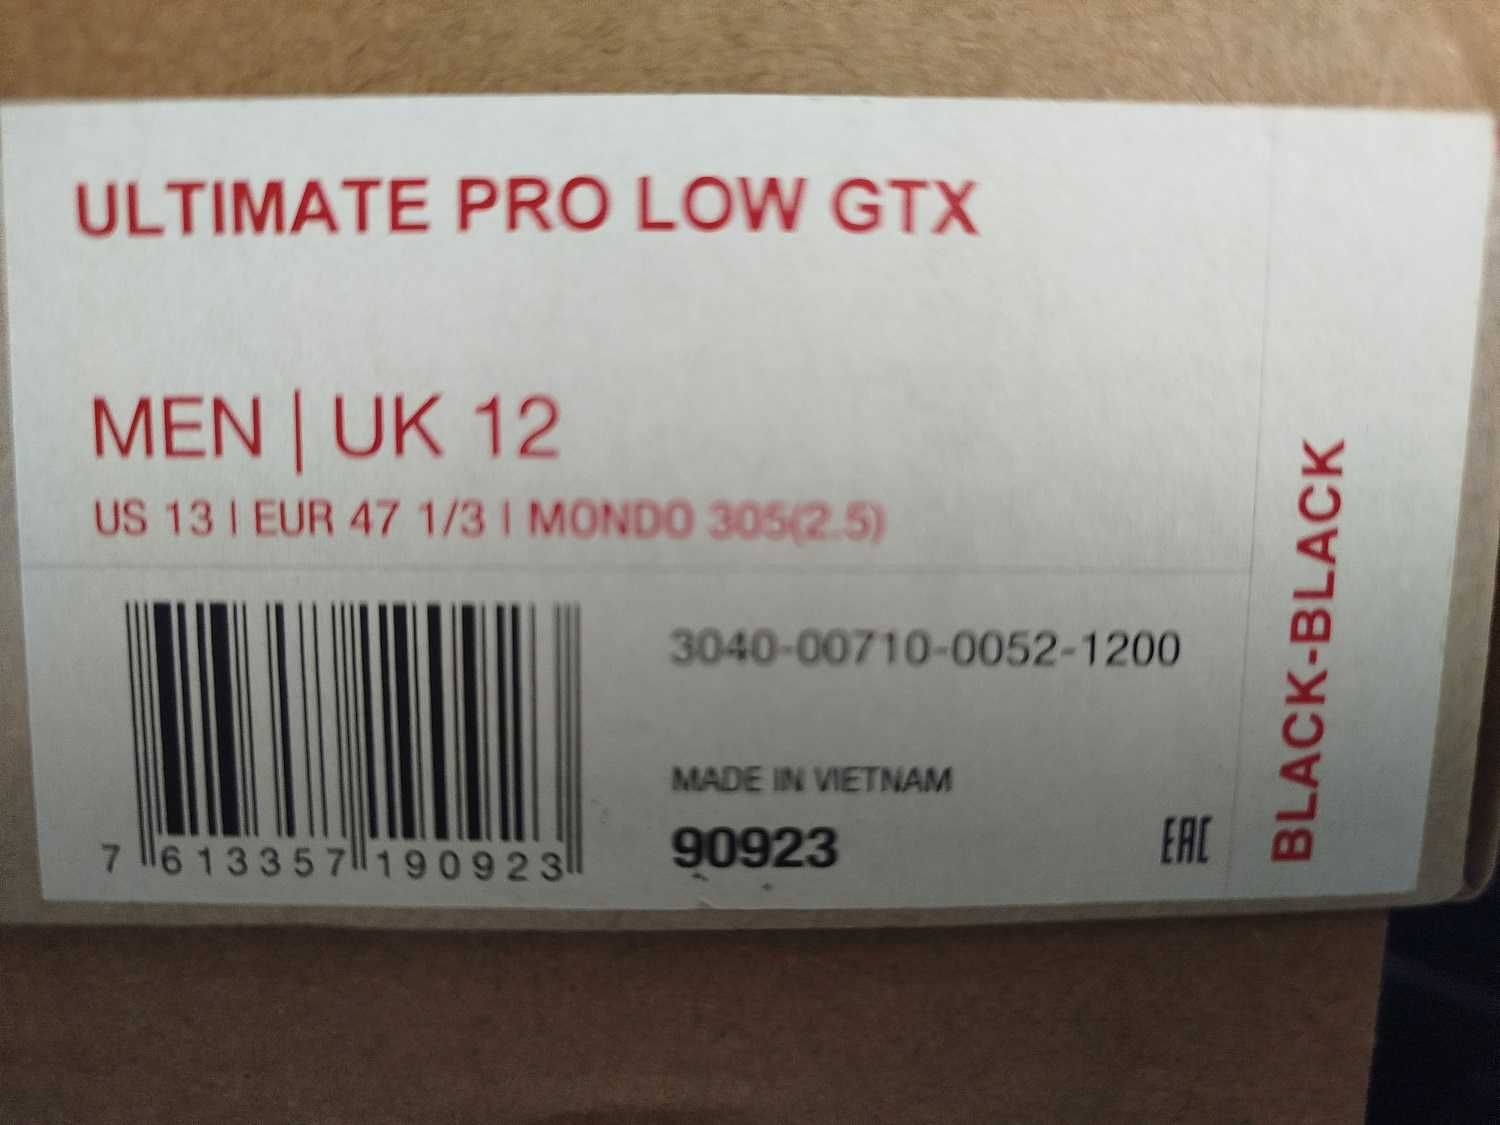 ULTIMATE PRO LOW GTX
MEN | UK 12
US 13 | EUR 47 1/3 | MONDO 305(2.5)
3040-00710-0052-1200
MADE IN VIETNAM
90923
EAC
7 613357 190923
BLACK-BLACK